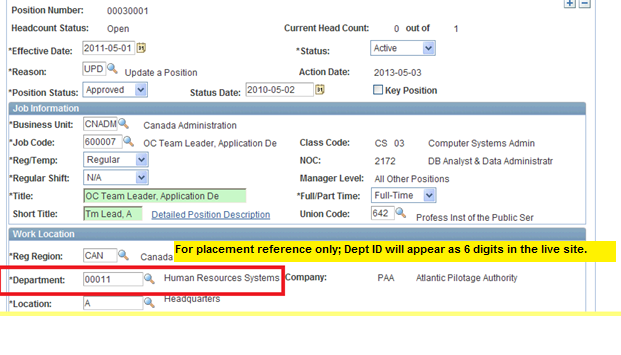 Position Number: 00030001
Headcount Status: Open Current Head Count: 0 out of 1
*Effective Date: 2011-05-01 *Status: Active
*Reason: UPD Update a Position Action Date: 2013-05-03
*Position Status: Approved Status Date: 2010-05-02 Key Position
Job Information
*Business Unit: CNADM Canada Administration
*Job Code: 600007 OC Team Leader, Application De Class Code: CS 03 Computer Systems Admin
*Reg/Temp: Regular NOC: 2172 DB Analyst & Data Administratr
*Regular Shift: N/A Manager Level: All Other Positions
*Title: OC Team Leader, Application De *Full/Part Time: Full-Time
Short Title: Tm Lead, A Detailed Position Description Union Code: 642 Profess Inst of the Public Ser
Work Location
*Reg Region: CAN Canada For placement reference only; Dept ID will appear as 6 digits in the live site.
*Department: 00011 Human Resources Systems Company: PAA Atlantic Pilotage Authority
*Location: A Headquarters